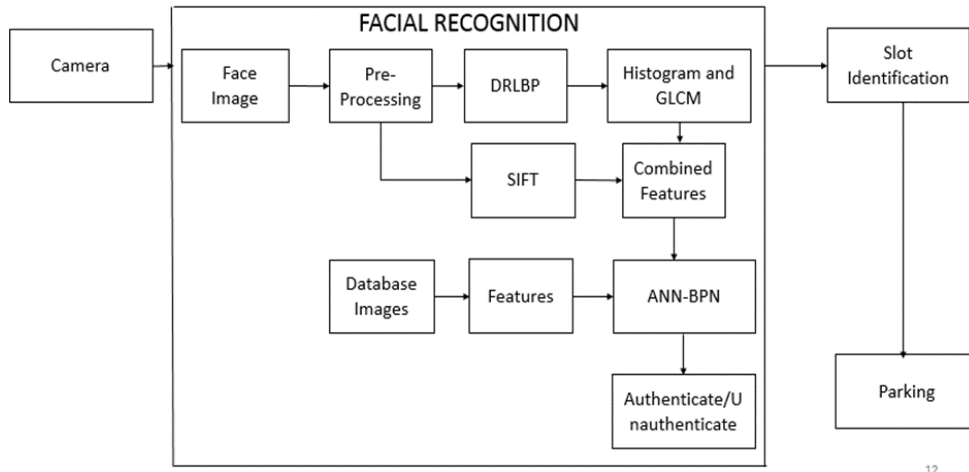 FACIAL RECOGNITION
Camera
Face
Image
Pre-
Processing
DRLBP
Histogram and
GLCM
Slot
Identification
SIFT
Combined
Features
Database
Images
Features
ANN-BPN
Authenticate/U
nauthenticate
Parking
12